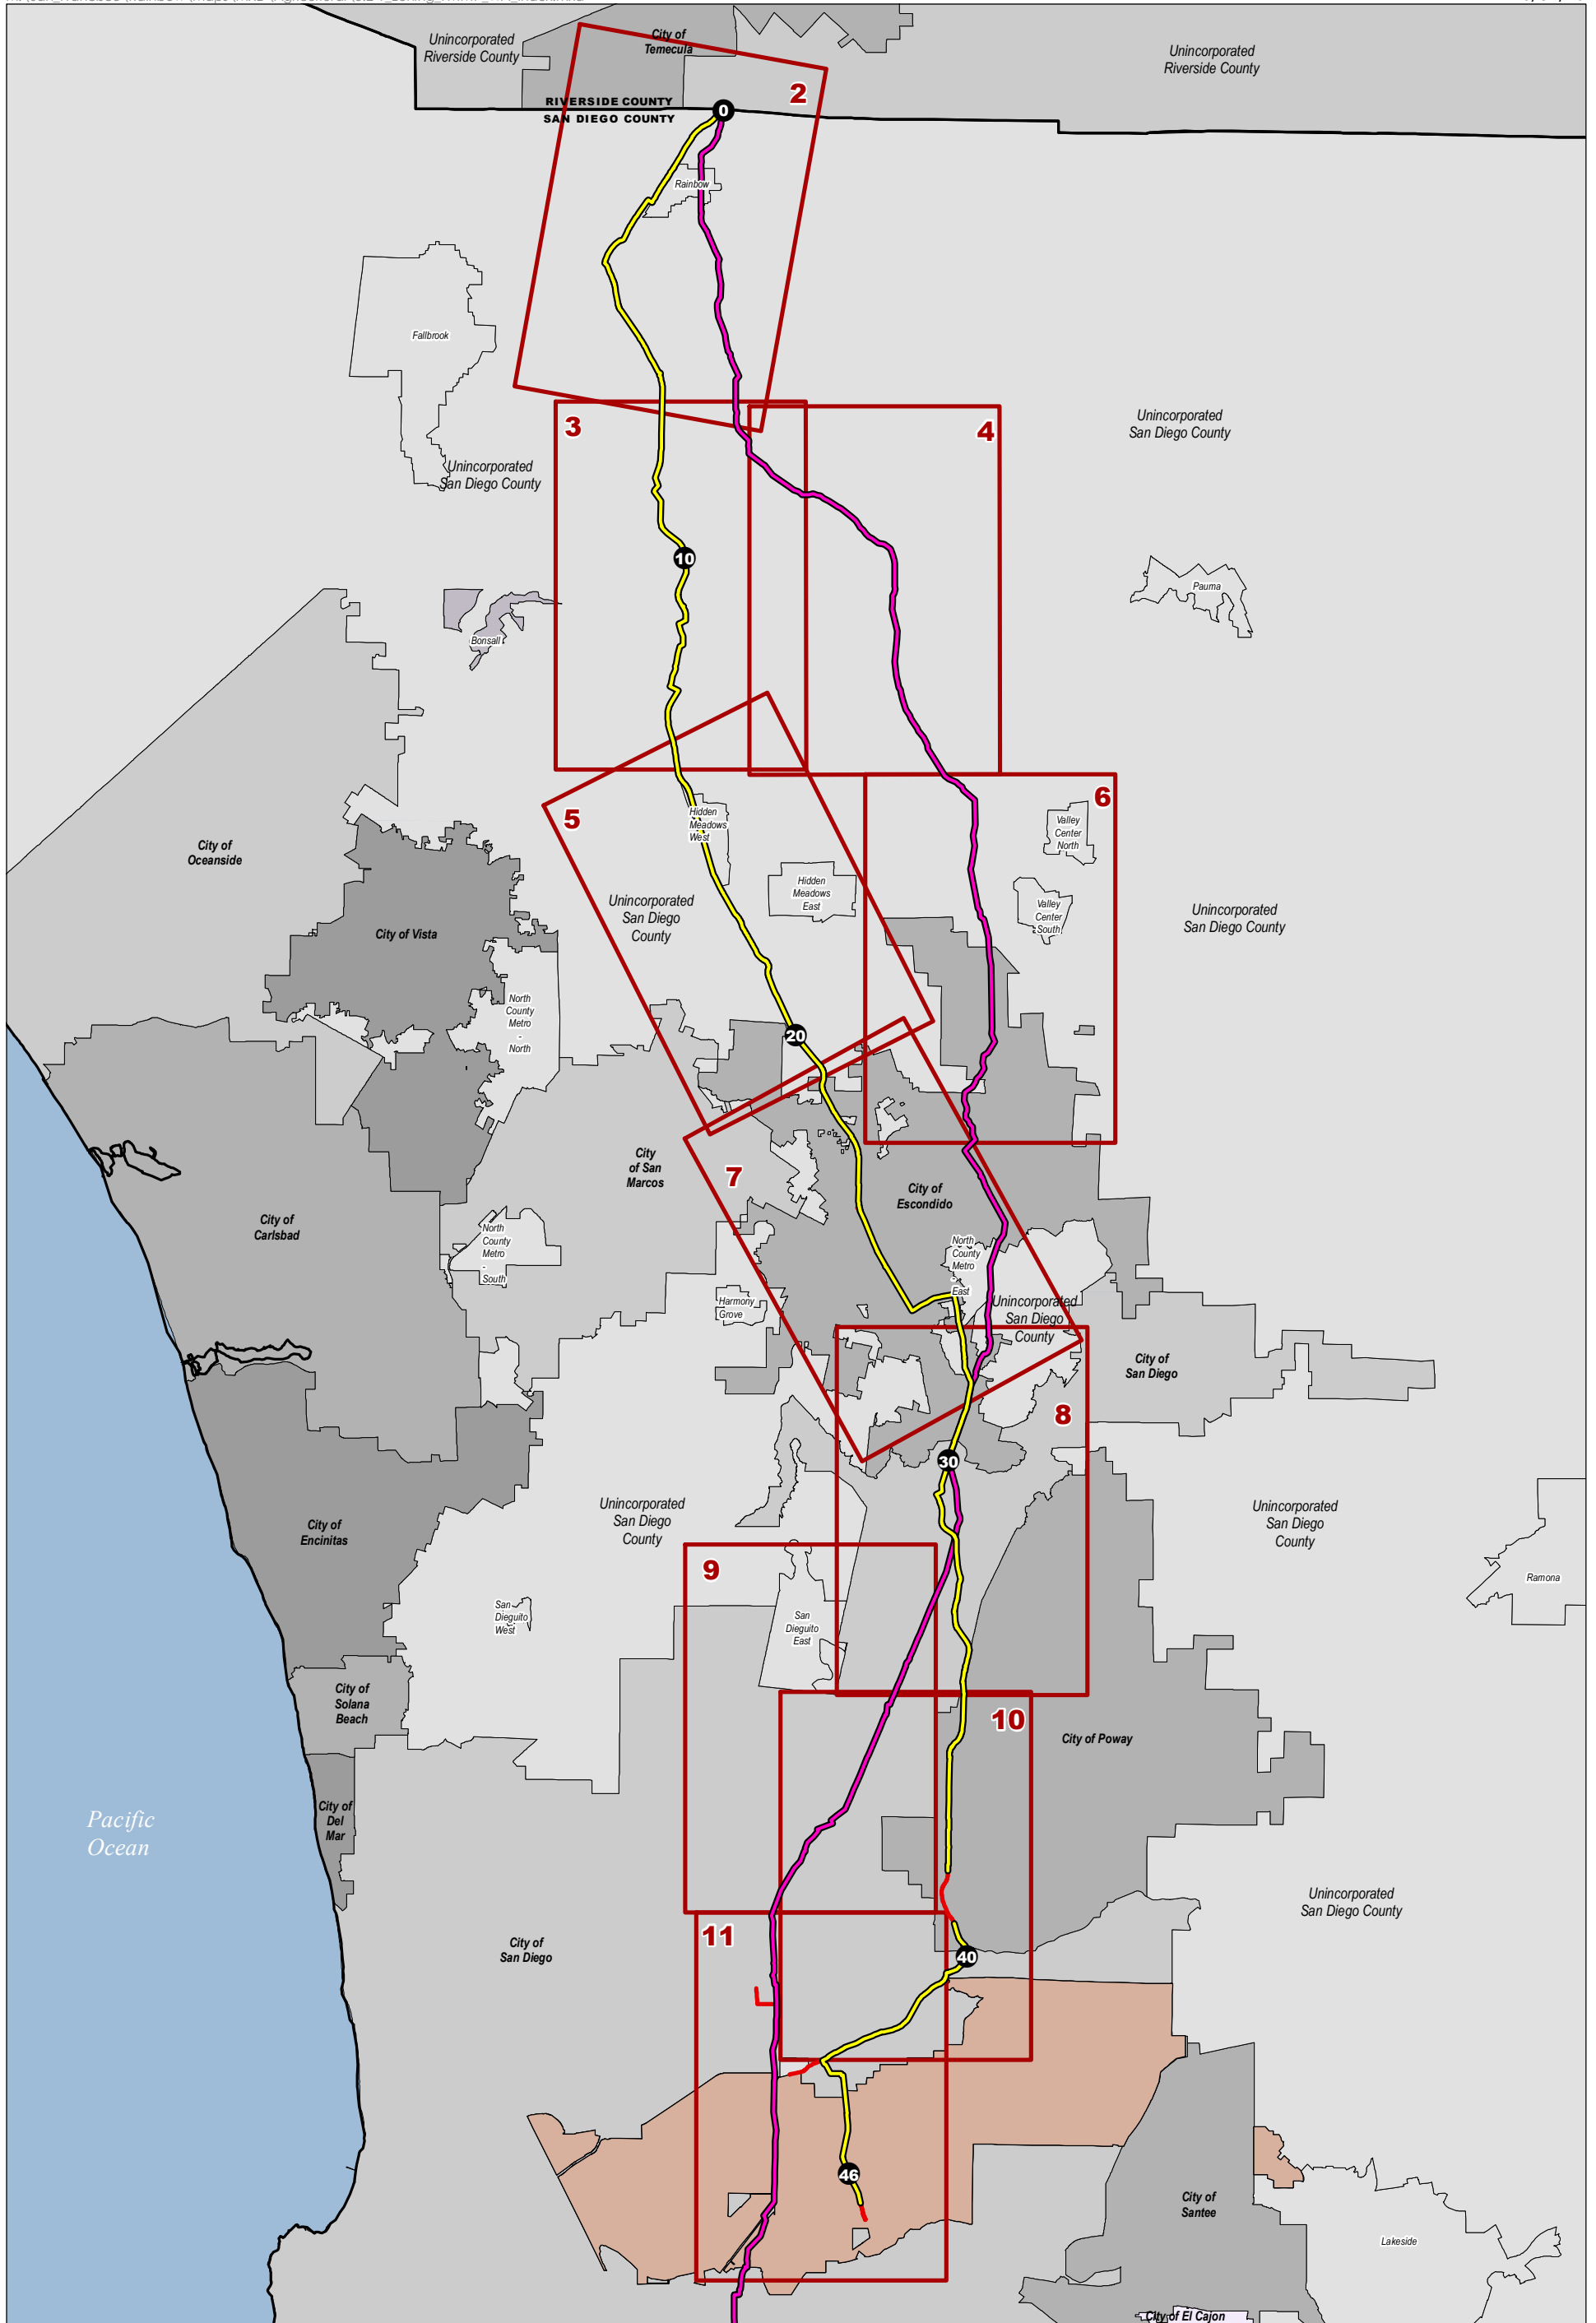 Unincorporated
Riverside County
City of
Temecula
Unincorporated
Riverside County
RIVERSIDE COUNTY
SAN DIEGO COUNTY
0
2
Rainbow
Fallbrook
3
4
Unincorporated
San Diego County
Unincorporated
San Diego County
10
Pauma
Bonsall
5
6
Hidden
Meadows
West
Valley
Center
North
City of
Oceanside
Hidden
Meadows
East
Valley
Center
South
Unincorporated
San Diego
County
Unincorporated
San Diego County
City of Vista
North
County
Metro
-
North
20
City
of San
Marcos
7
City of
Escondido
City of
Carlsbad
North
County
Metro
-
South
North
County
Metro
-
East
Harmony
Grove
Unincorporated
San Diego
County
City of
San Diego
8
30
City of
Encinitas
Unincorporated
San Diego
County
Unincorporated
San Diego
County
9
Ramona
San
Dieguito
West
San
Dieguito
East
City of
Solana
Beach
10
City of Poway
City of
Del
Mar
Pacific
Ocean
Unincorporated
San Diego County
11
City of
San Diego
40
46
City of
Santee
Lakeside
City of El Cajon